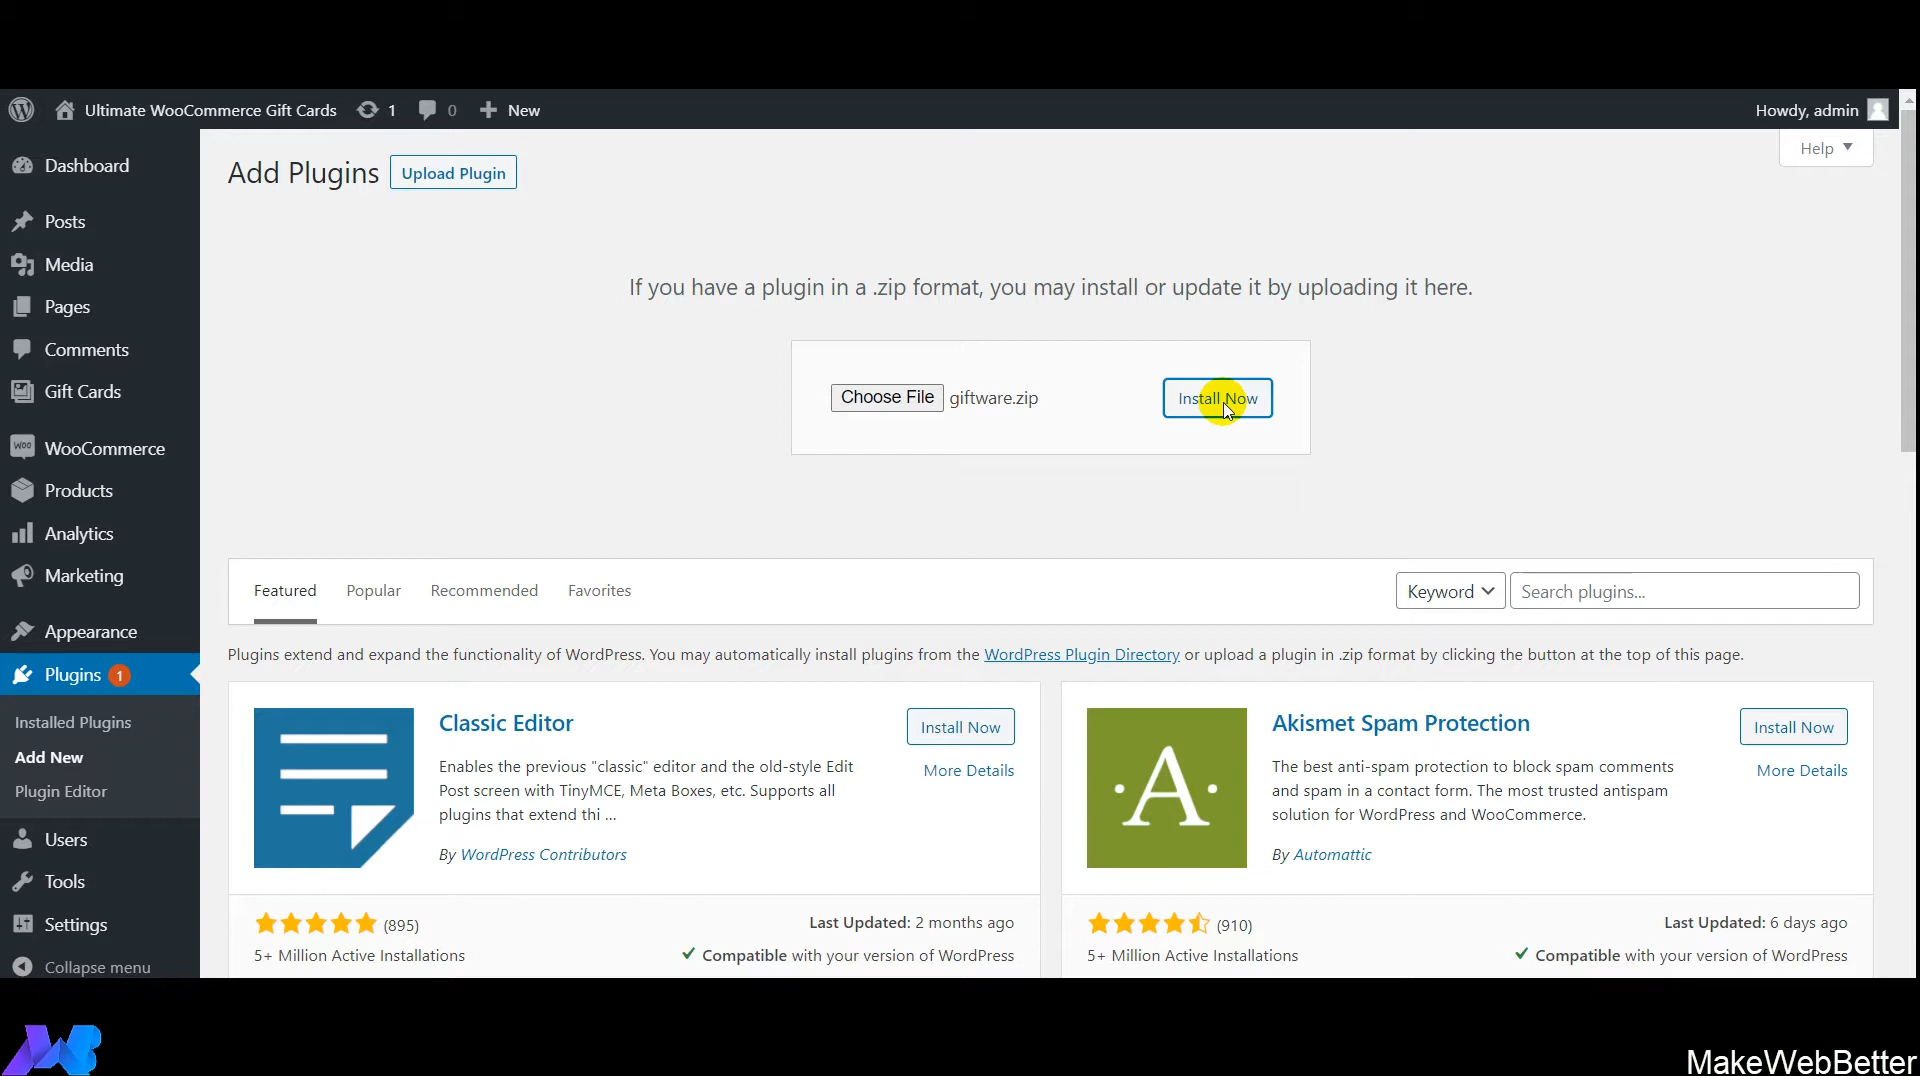 Ultimate WooCommerce Gift Cards 1 0 New Howdy, admin
Help
Dashboard
Posts
Media
Pages
Comments
Gift Cards
WooCommerce
Products
Analytics
Marketing
Appearance
Plugins 1
Installed Plugins
Add New
Plugin Editor
Users
Tools
Settings
Collapse menu
Add Plugins Upload Plugin
If you have a plugin in a .zip format, you may install or update it by uploading it here.
Choose File giftware.zip Install Now
Featured Popular Recommended Favorites Keyword Search plugins...
Plugins extend and expand the functionality of WordPress. You may automatically install plugins from the WordPress Plugin Directory or upload a plugin in .zip format by clicking the button at the top of this page.
Classic Editor
Install Now
More Details
Enables the previous "classic" editor and the old-style Edit
Post screen with TinyMCE, Meta Boxes, etc. Supports all
plugins that extend thi ...
By WordPress Contributors
(895)
Last Updated: 2 months ago
5+ Million Active Installations
Compatible with your version of WordPress
A
Akismet Spam Protection
Install Now
More Details
The best anti-spam protection to block spam comments
and spam in a contact form. The most trusted antispam
solution for WordPress and WooCommerce.
By Automattic
(910)
Last Updated: 6 days ago
5+ Million Active Installations
Compatible with your version of WordPress
MakeWebBetter